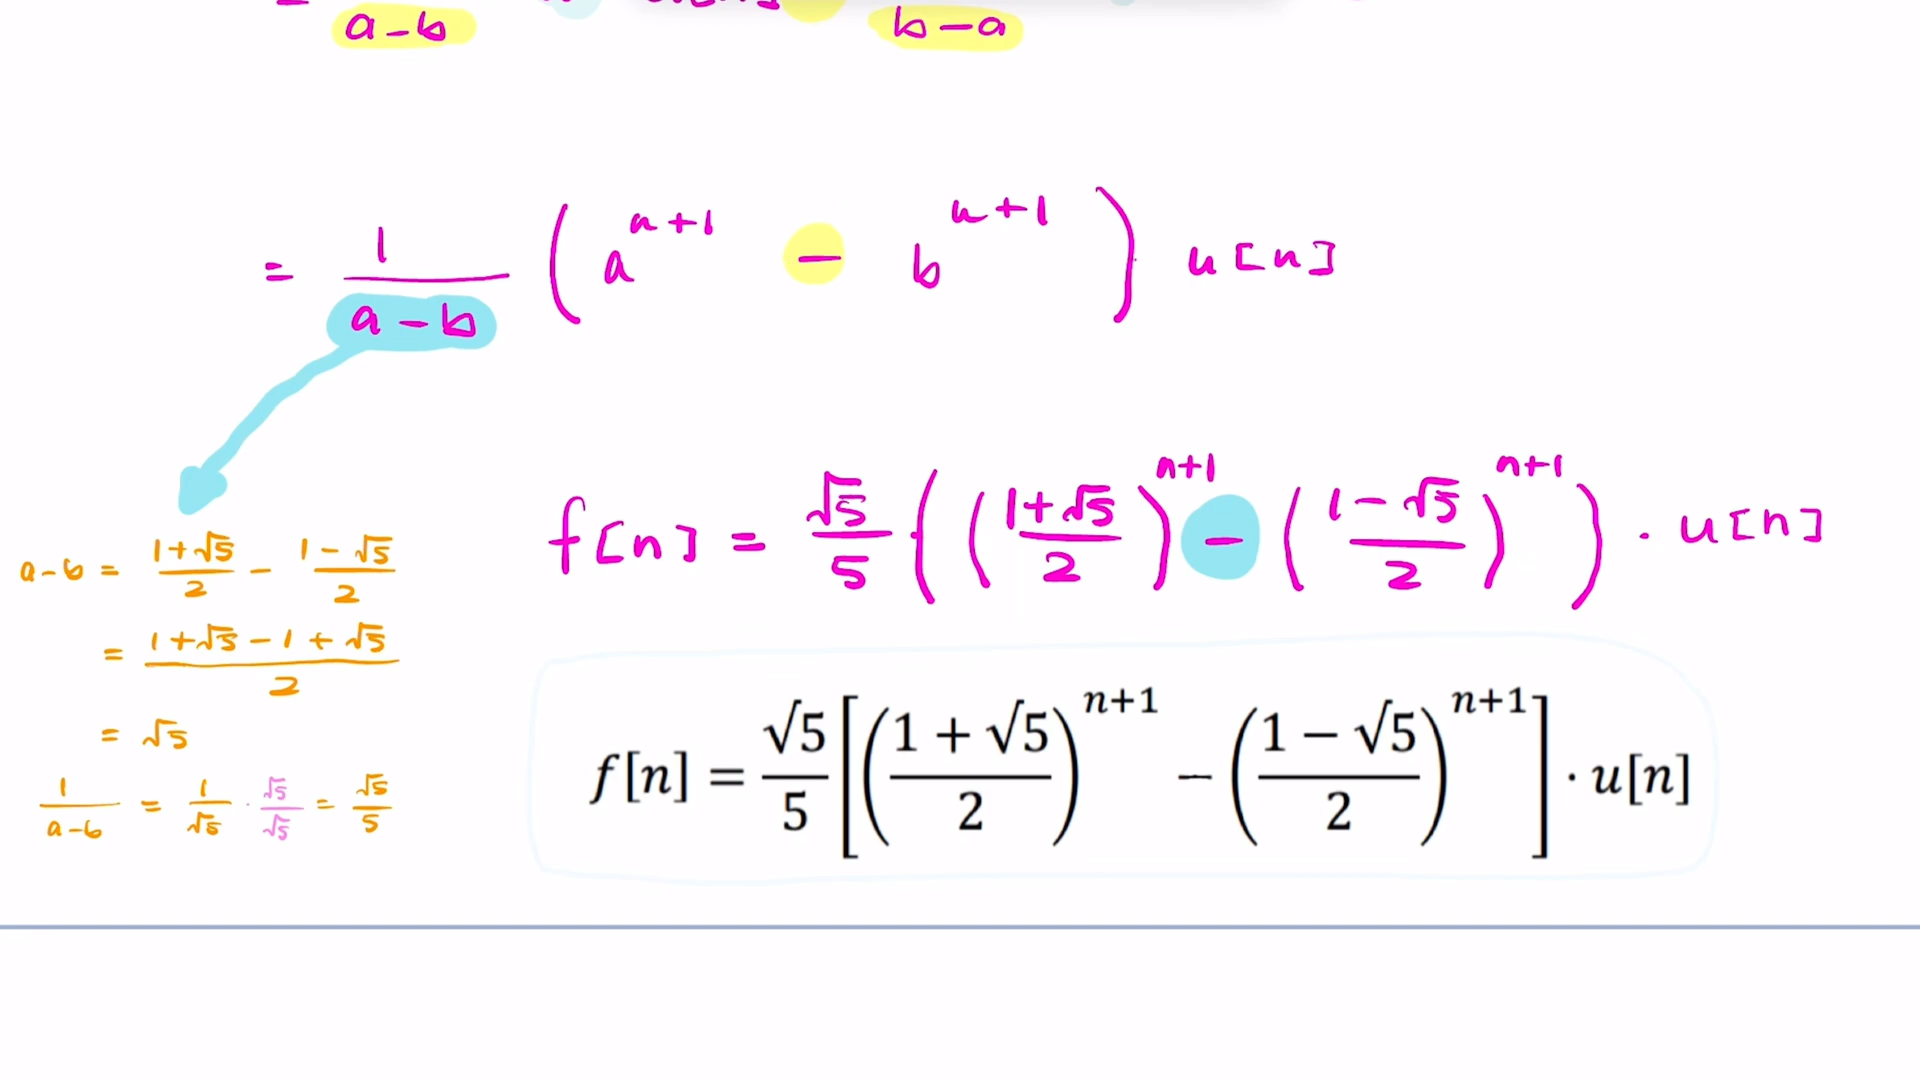 a-b b-a
= 1/(a-b) (a^(n+1) - b^(n+1)) u[n]
f[n] = √5/5 ( ((1+√5)/2)^(n+1) - ((1-√5)/2)^(n+1) ) · u[n]
a-b = (1+√5)/2 - (1-√5)/2
= (1+√5-1+√5)/2
= √5
1/(a-b) = 1/√5 · √5/√5 = √5/5
f[n] = √5/5 [ ((1+√5)/2)^(n+1) - ((1-√5)/2)^(n+1) ] · u[n]